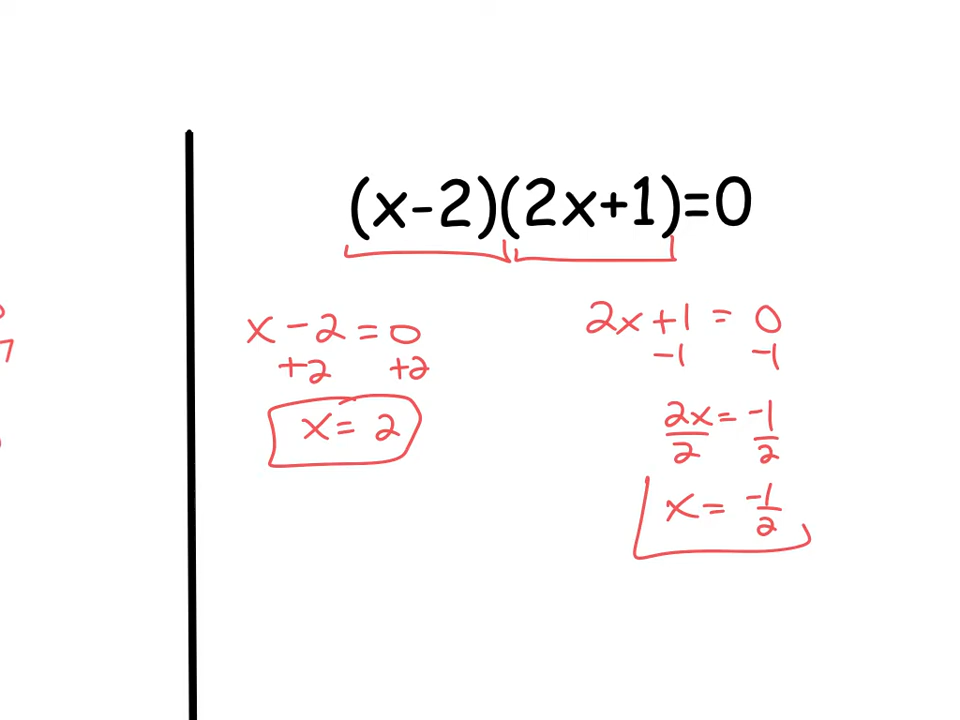 (x-2)(2x+1)=0
x-2=0
+2 +2
x=2
2x+1=0
-1 -1
2x/2=-1/2
x=-1/2
7